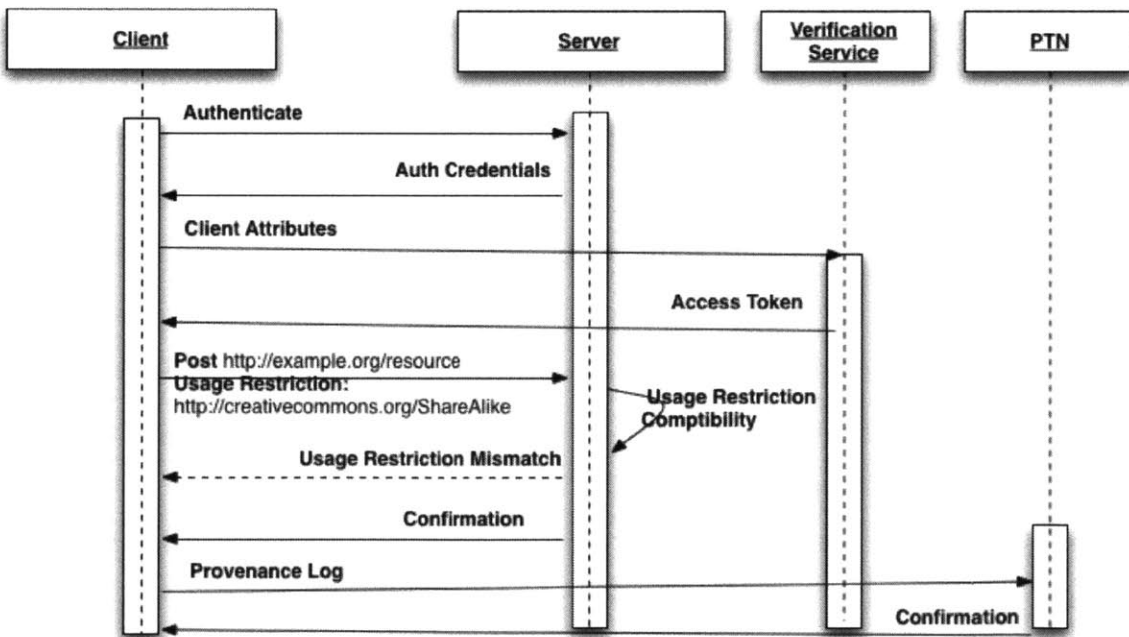 Client
Server
Verification
Service
PTN
Authenticate
Auth Credentials
Client Attributes
Access Token
Post http://example.org/resource
Usage Restriction:
http://creativecommons.org/ShareAlike
Usage Restriction
Comptibility
Usage Restriction Mismatch
Confirmation
Provenance Log
Confirmation